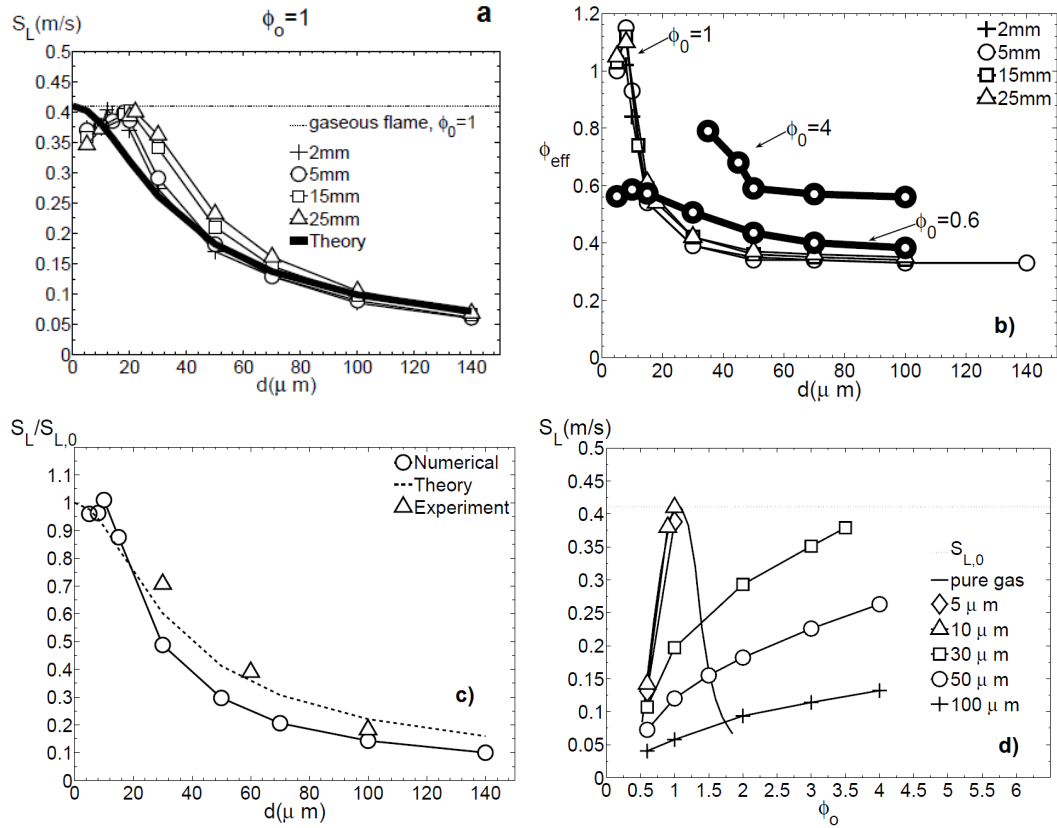 S_L(m/s)
ϕ_o=1
a
0.5
0.45
0.4
0.35
0.3
0.25
0.2
0.15
0.1
0.05
0
gaseous flame, ϕ_0=1
2mm
5mm
15mm
25mm
Theory
0 20 40 60 80 100 120 140
d(μ m)
ϕ_eff
1.2
1
0.8
0.6
0.4
0.2
0
ϕ_0=1
ϕ_0=4
ϕ_0=0.6
2mm
5mm
15mm
25mm
b)
0 20 40 60 80 100 120 140
d(μ m)
S_L/S_L,0
1.1
1
0.9
0.8
0.7
0.6
0.5
0.4
0.3
0.2
0.1
0
Numerical
Theory
Experiment
c)
0 20 40 60 80 100 120 140
d(μ m)
S_L(m/s)
0.5
0.45
0.4
0.35
0.3
0.25
0.2
0.15
0.1
0.05
0
S_L,0
pure gas
5 μ m
10 μ m
30 μ m
50 μ m
100 μ m
d)
0 0.5 1 1.5 2 2.5 3 3.5 4 4.5 5 5.5 6
ϕ_o